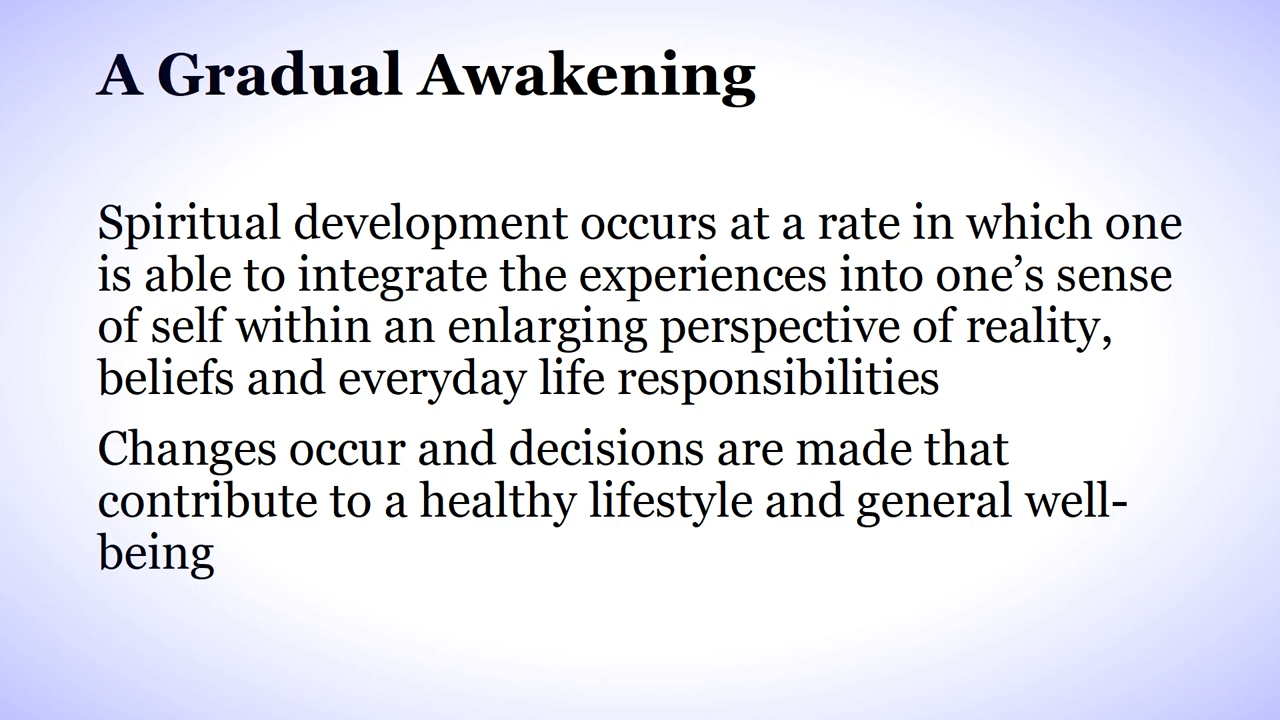 A Gradual Awakening
Spiritual development occurs at a rate in which one
is able to integrate the experiences into one’s sense
of self within an enlarging perspective of reality,
beliefs and everyday life responsibilities
Changes occur and decisions are made that
contribute to a healthy lifestyle and general well-
being